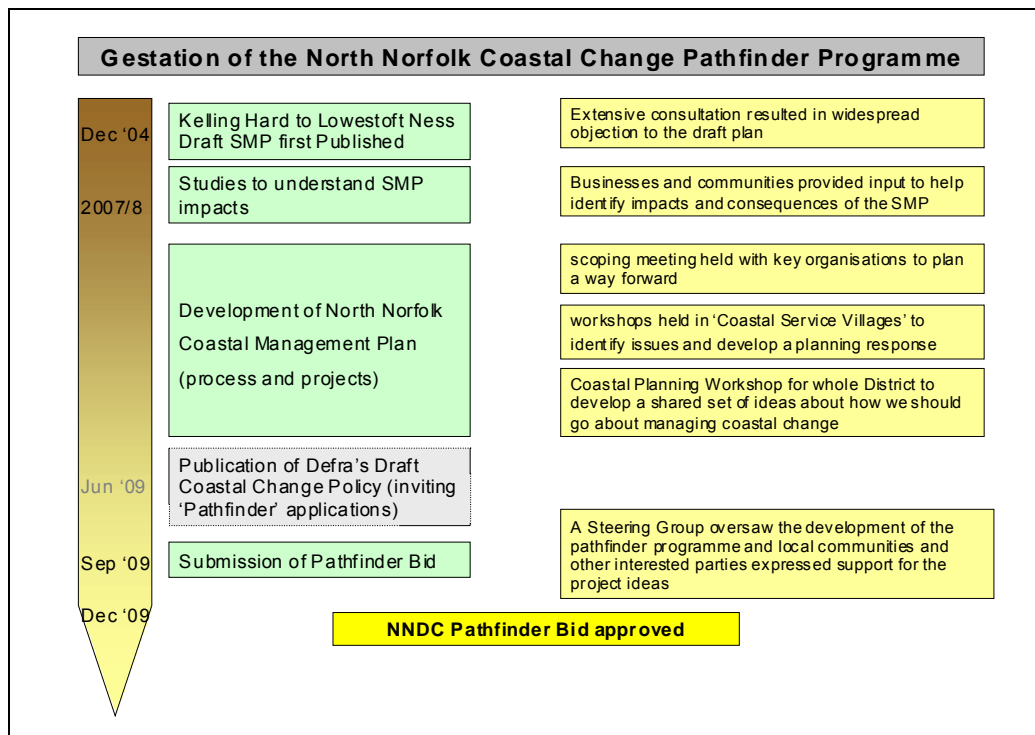 Gestation of the North Norfolk Coastal Change Pathfinder Programme
Dec ‘04
Kelling Hard to Lowestoft Ness
Draft SMP first Published
Extensive consultation resulted in widespread
objection to the draft plan
2007/8
Studies to understand SMP
impacts
Businesses and communities provided input to help
identify impacts and consequences of the SMP
Development of North Norfolk
Coastal Management Plan
(process and projects)
scoping meeting held with key organisations to plan
a way forward
workshops held in ‘Coastal Service Villages’ to
identify issues and develop a planning response
Coastal Planning Workshop for whole District to
develop a shared set of ideas about how we should
go about managing coastal change
Jun ‘09
Publication of Defra’s Draft
Coastal Change Policy (inviting
‘Pathfinder’ applications)
Sep ‘09
Submission of Pathfinder Bid
A Steering Group oversaw the development of the
pathfinder programme and local communities and
other interested parties expressed support for the
project ideas
Dec ‘09
NNDC Pathfinder Bid approved